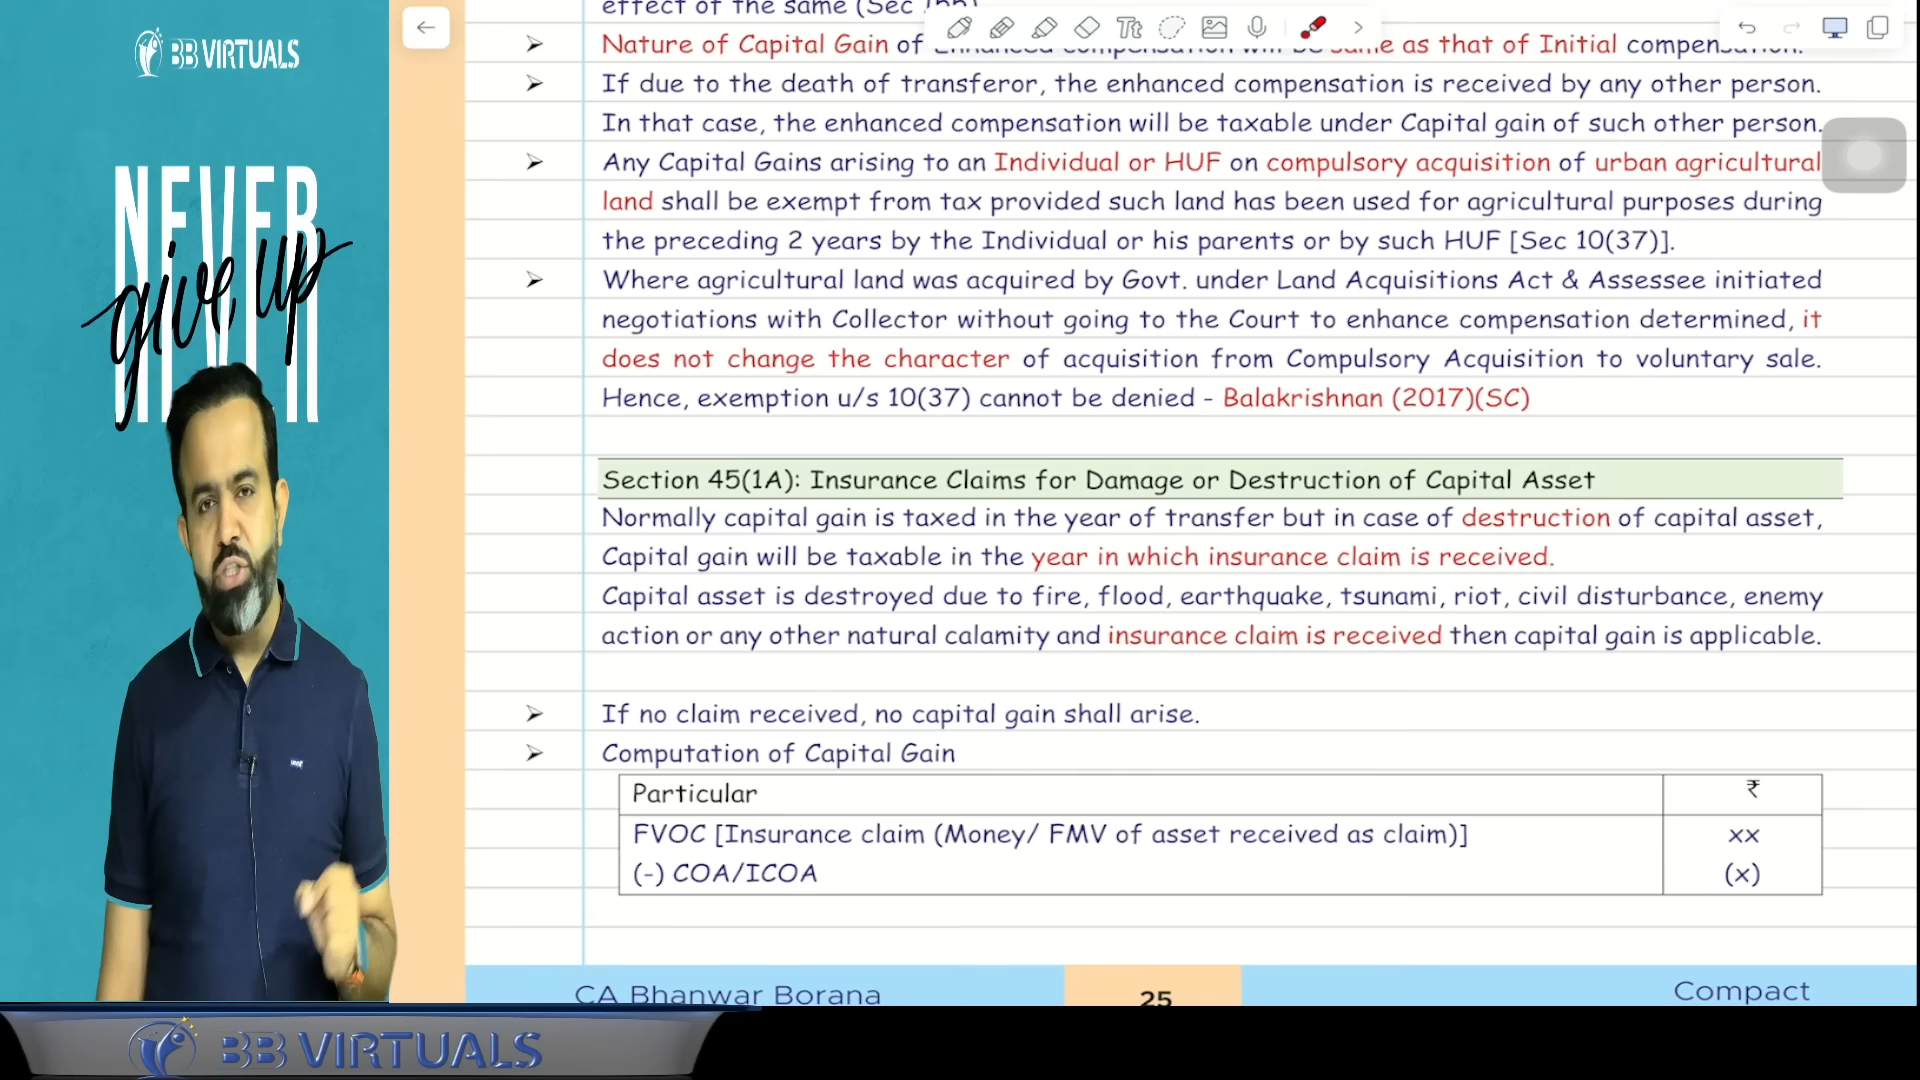 BB VIRTUALS
NEVER
give up
effect of the same (Sec
Nature of Capital Gain of Enhanced compensation will be same as that of Initial compensation.
➢ If due to the death of transferor, the enhanced compensation is received by any other person.
In that case, the enhanced compensation will be taxable under Capital gain of such other person.
➢ Any Capital Gains arising to an Individual or HUF on compulsory acquisition of urban agricultural
land shall be exempt from tax provided such land has been used for agricultural purposes during
the preceding 2 years by the Individual or his parents or by such HUF [Sec 10(37)].
➢ Where agricultural land was acquired by Govt. under Land Acquisitions Act & Assessee initiated
negotiations with Collector without going to the Court to enhance compensation determined, it
does not change the character of acquisition from Compulsory Acquisition to voluntary sale.
Hence, exemption u/s 10(37) cannot be denied - Balakrishnan (2017)(SC)
Section 45(1A): Insurance Claims for Damage or Destruction of Capital Asset
Normally capital gain is taxed in the year of transfer but in case of destruction of capital asset,
Capital gain will be taxable in the year in which insurance claim is received.
Capital asset is destroyed due to fire, flood, earthquake, tsunami, riot, civil disturbance, enemy
action or any other natural calamity and insurance claim is received then capital gain is applicable.
➢ If no claim received, no capital gain shall arise.
➢ Computation of Capital Gain
Particular ₹
FVOC [Insurance claim (Money/ FMV of asset received as claim)] xx
(-) COA/ICOA (x)
CA Bhanwar Borana 25 Compact
BB VIRTUALS